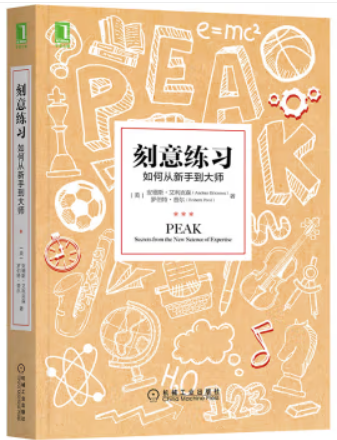 刻意练习
如何从新手到大师
PEAK
e=mc²
刻意练习
如何从新手到大师
[美] 安德斯·艾利克森 (Anders Ericsson)
罗伯特·普尔 (Robert Pool) 著
PEAK
Secrets from the New Science of Expertise
HELLO
123
机械工业出版社
China Machine Press